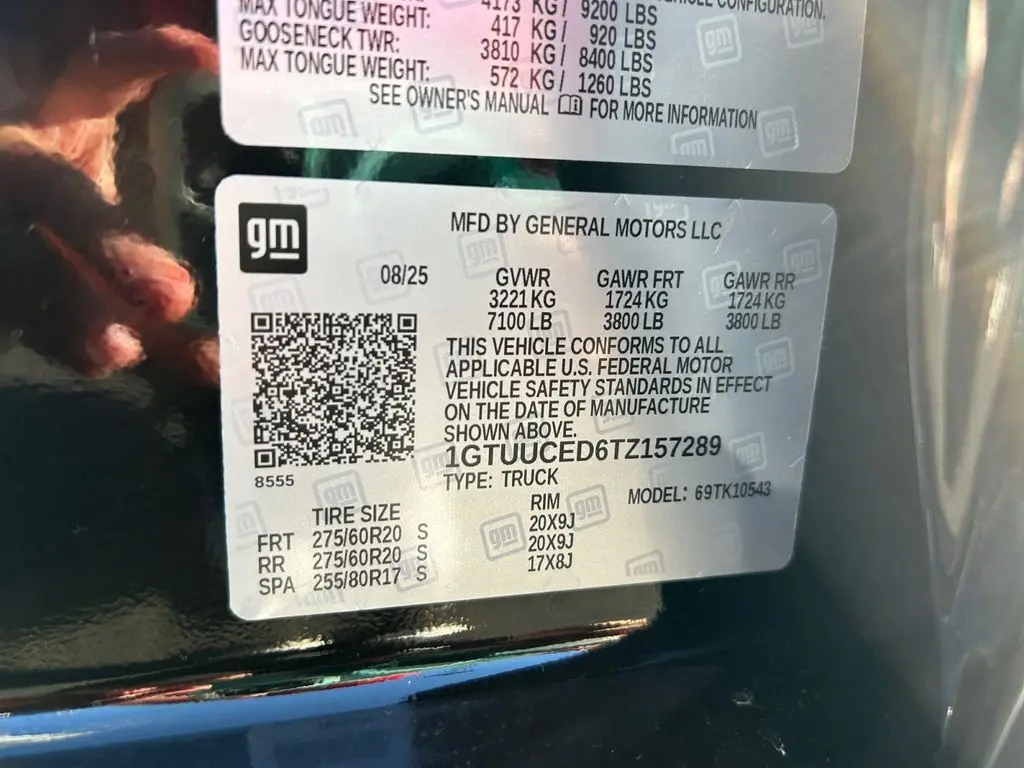 MAX TONGUE WEIGHT: 4173 KG/ 9200 LBS VEHICLE CONFIGURATION.
GOOSENECK TWR: 417 KG/ 920 LBS
MAX TONGUE WEIGHT: 3810 KG/ 8400 LBS
572 KG/ 1260 LBS
SEE OWNER'S MANUAL FOR MORE INFORMATION
gm
MFD BY GENERAL MOTORS LLC
08/25 GVWR GAWR FRT GAWR RR
3221 KG 1724 KG 1724 KG
7100 LB 3800 LB 3800 LB
THIS VEHICLE CONFORMS TO ALL
APPLICABLE U.S. FEDERAL MOTOR
VEHICLE SAFETY STANDARDS IN EFFECT
ON THE DATE OF MANUFACTURE
SHOWN ABOVE.
1GTUUCED6TZ157289
8555
TYPE: TRUCK MODEL: 69TK10543
TIRE SIZE RIM
FRT 275/60R20 S 20X9J
RR 275/60R20 S 20X9J
SPA 255/80R17 S 17X8J